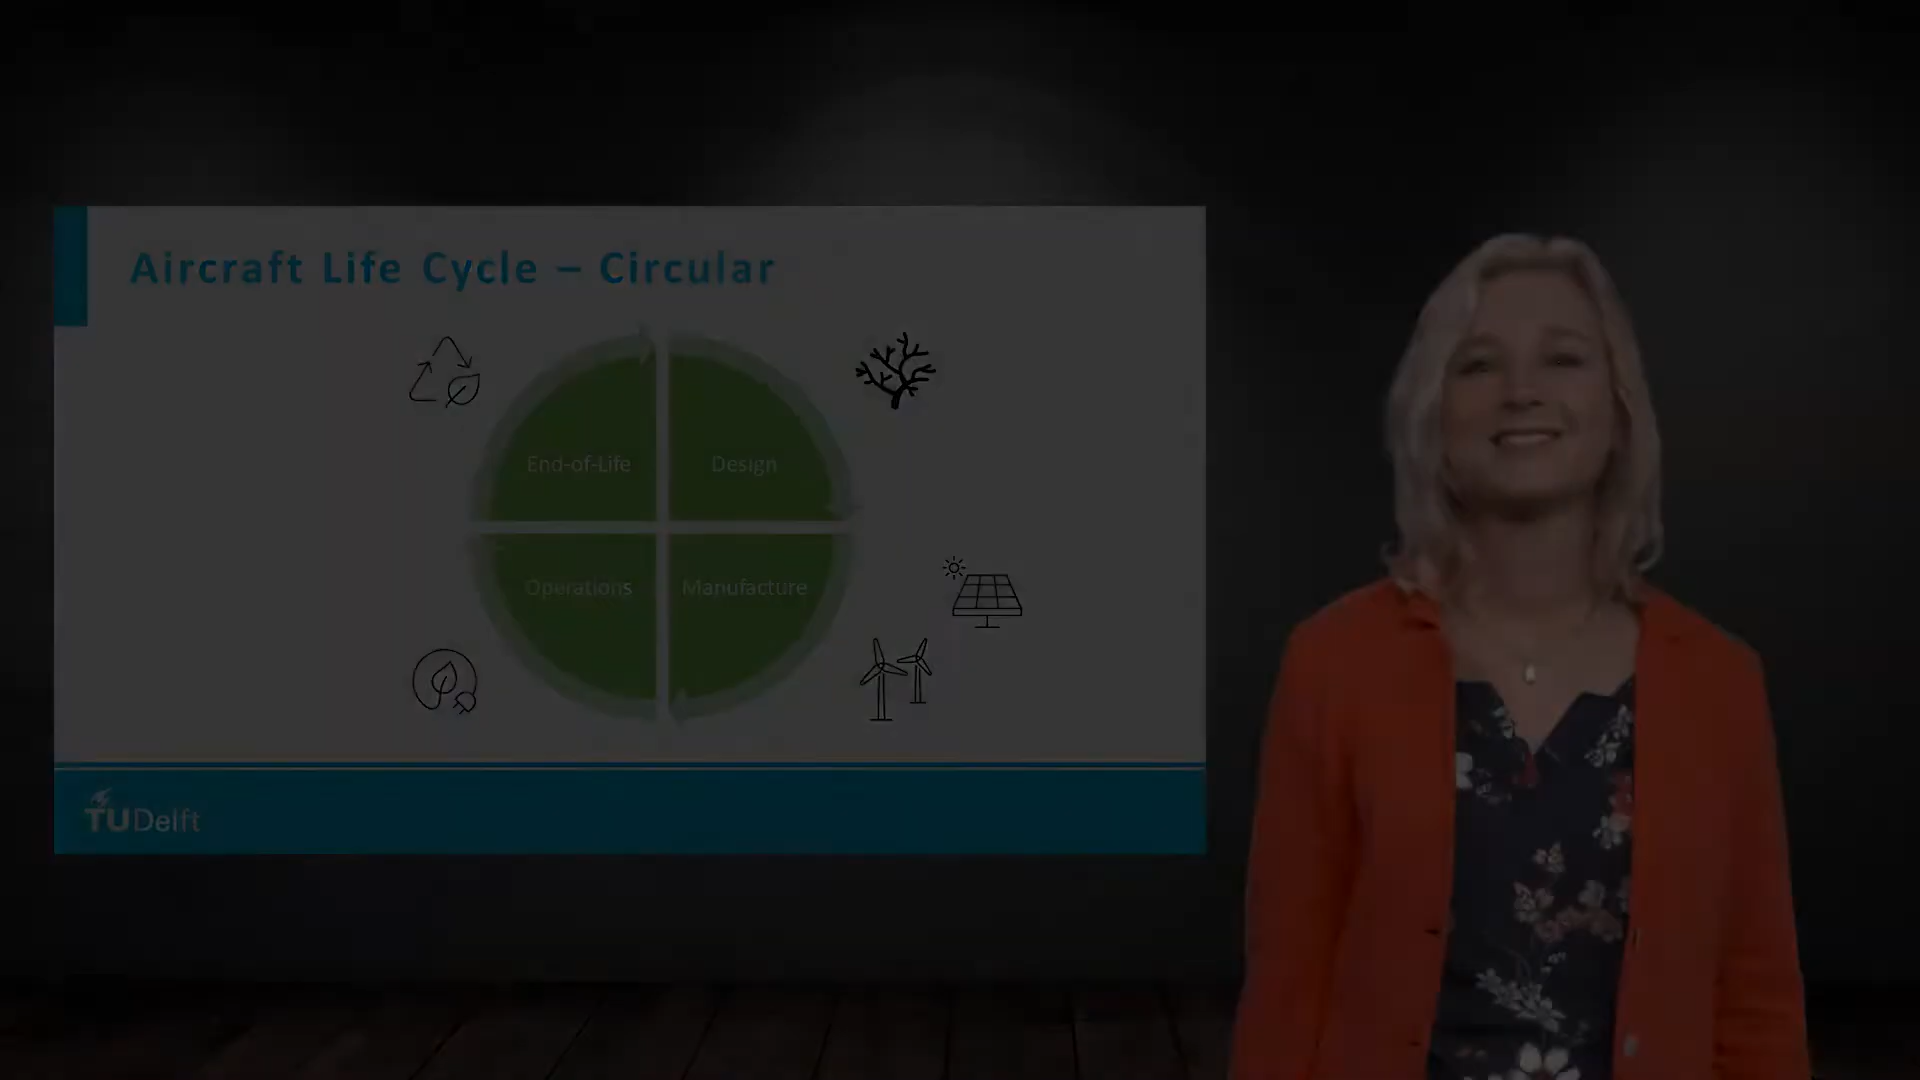 Aircraft Life Cycle – Circular
End-of-Life
Design
Operations
Manufacture
TUDelft